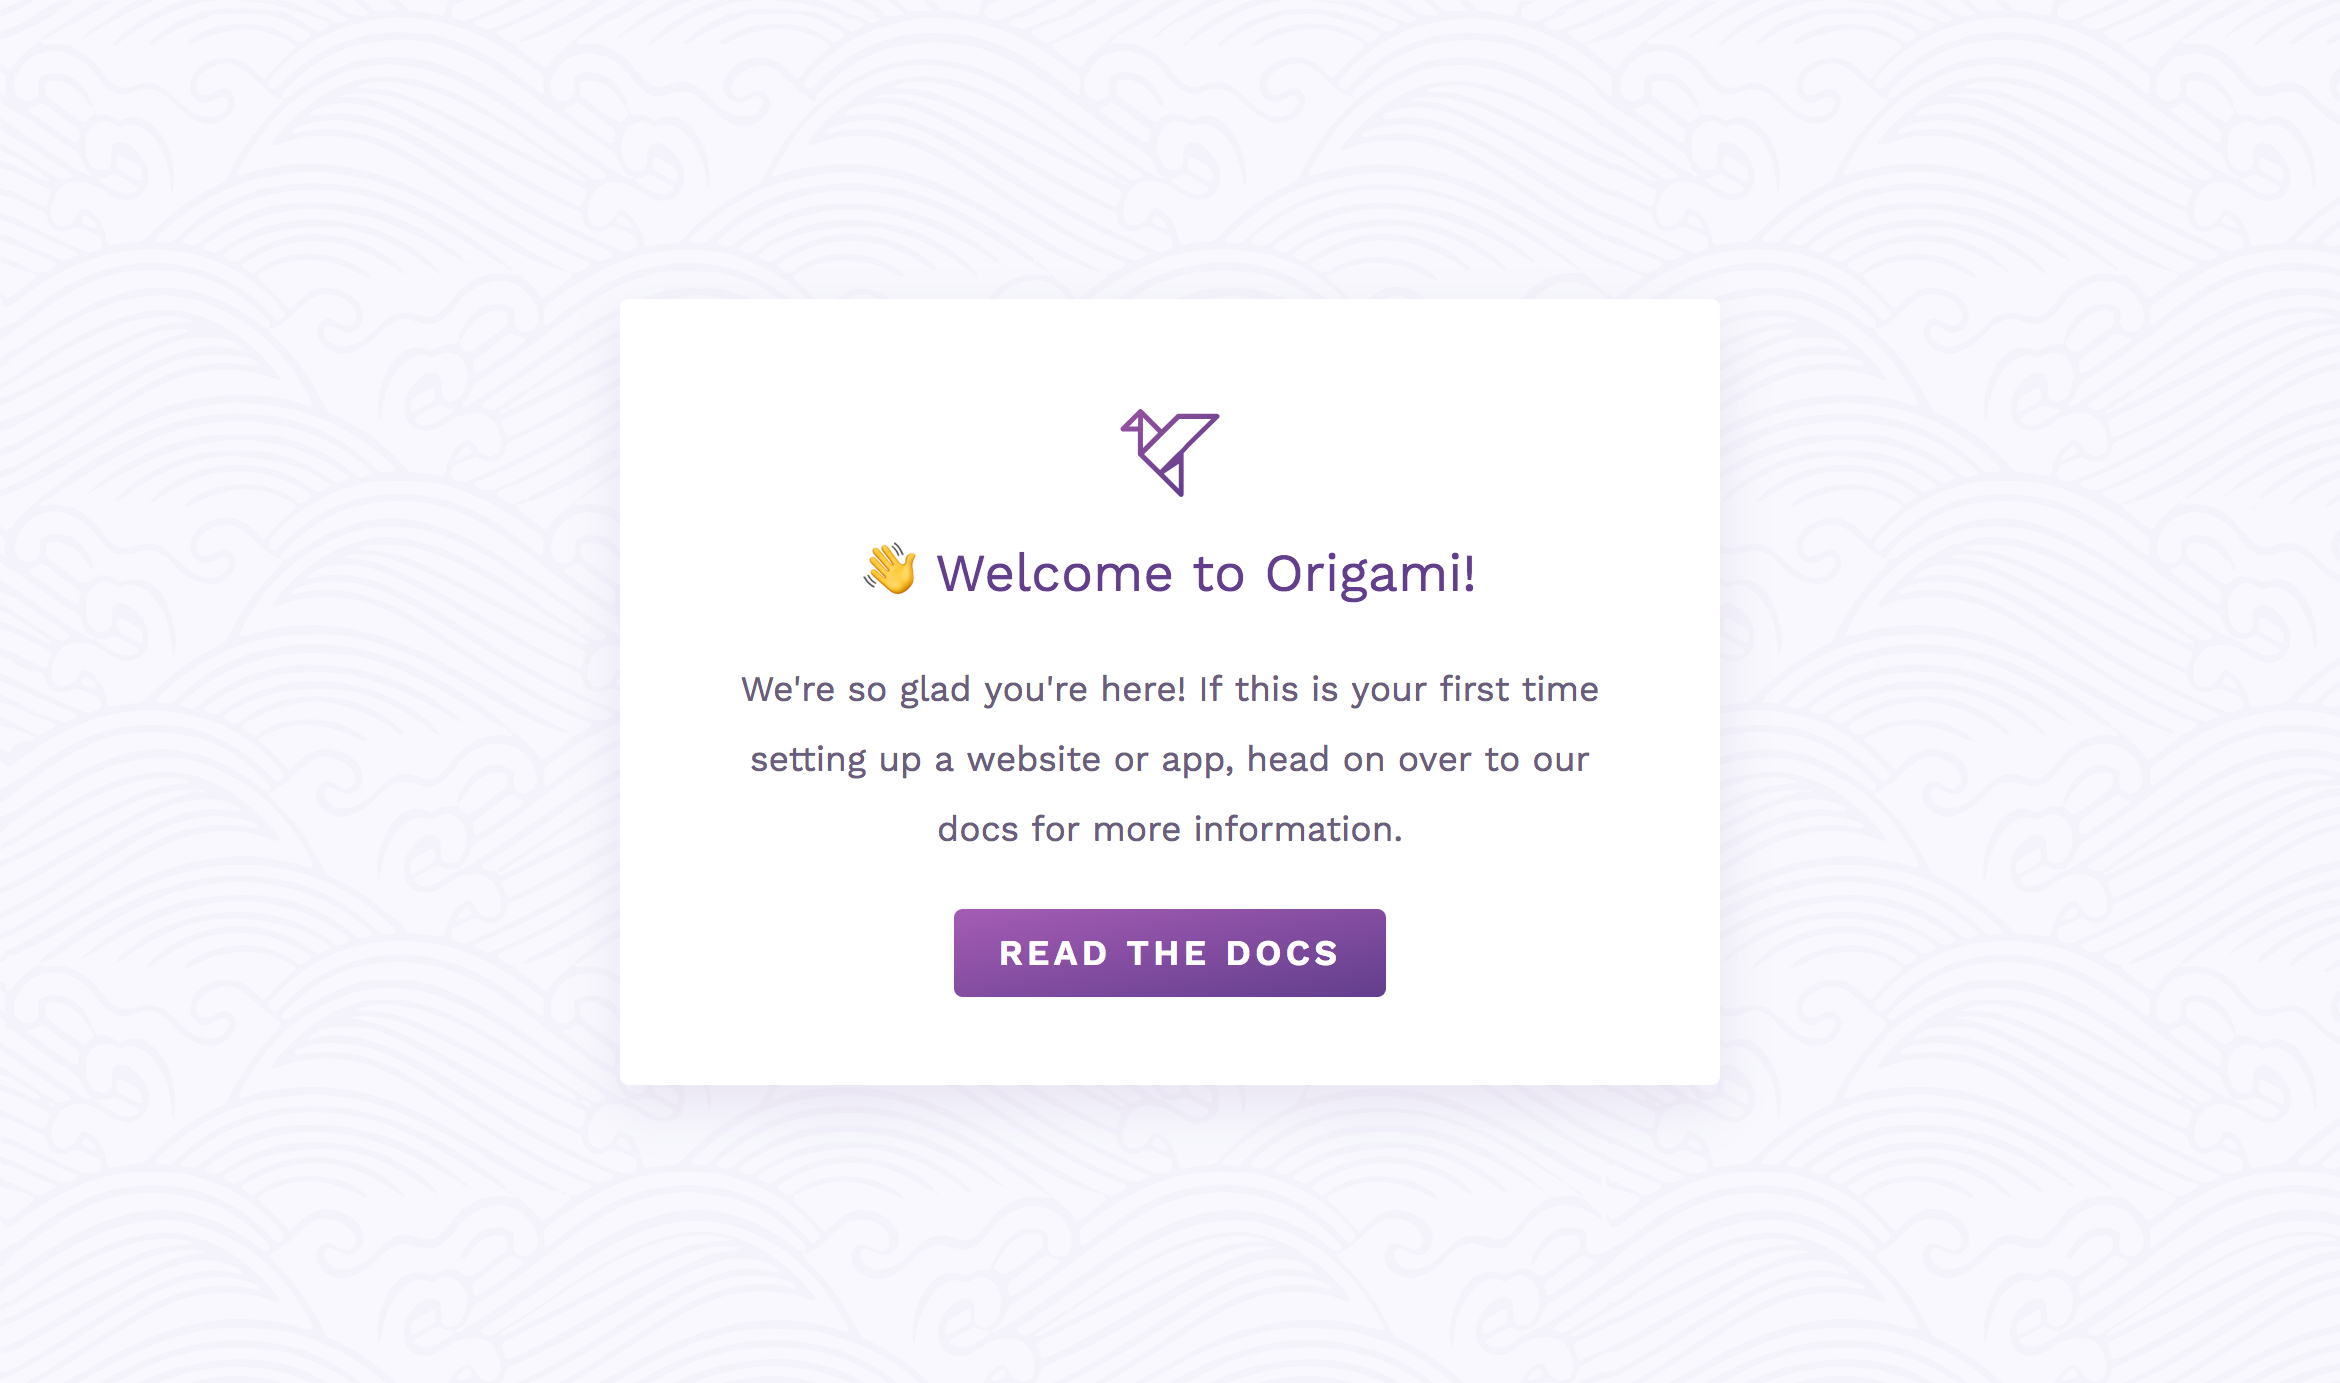 👋 Welcome to Origami!
We're so glad you're here! If this is your first time
setting up a website or app, head on over to our
docs for more information.
READ THE DOCS